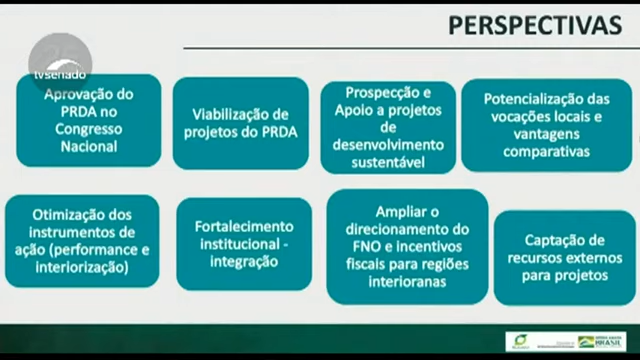 PERSPECTIVAS
tvsenado
Aprovação do
PRDA no
Congresso
Nacional
Viabilização de
projetos do PRDA
Prospecção e
Apoio a projetos
de
desenvolvimento
sustentável
Potencialização das
vocações locais e
vantagens
comparativas
Otimização dos
instrumentos de
ação (performance e
interiorização)
Fortalecimento
institucional -
integração
Ampliar o
direcionamento do
FNO e incentivos
fiscais para regiões
interioranas
Captação de
recursos externos
para projetos
BRASIL